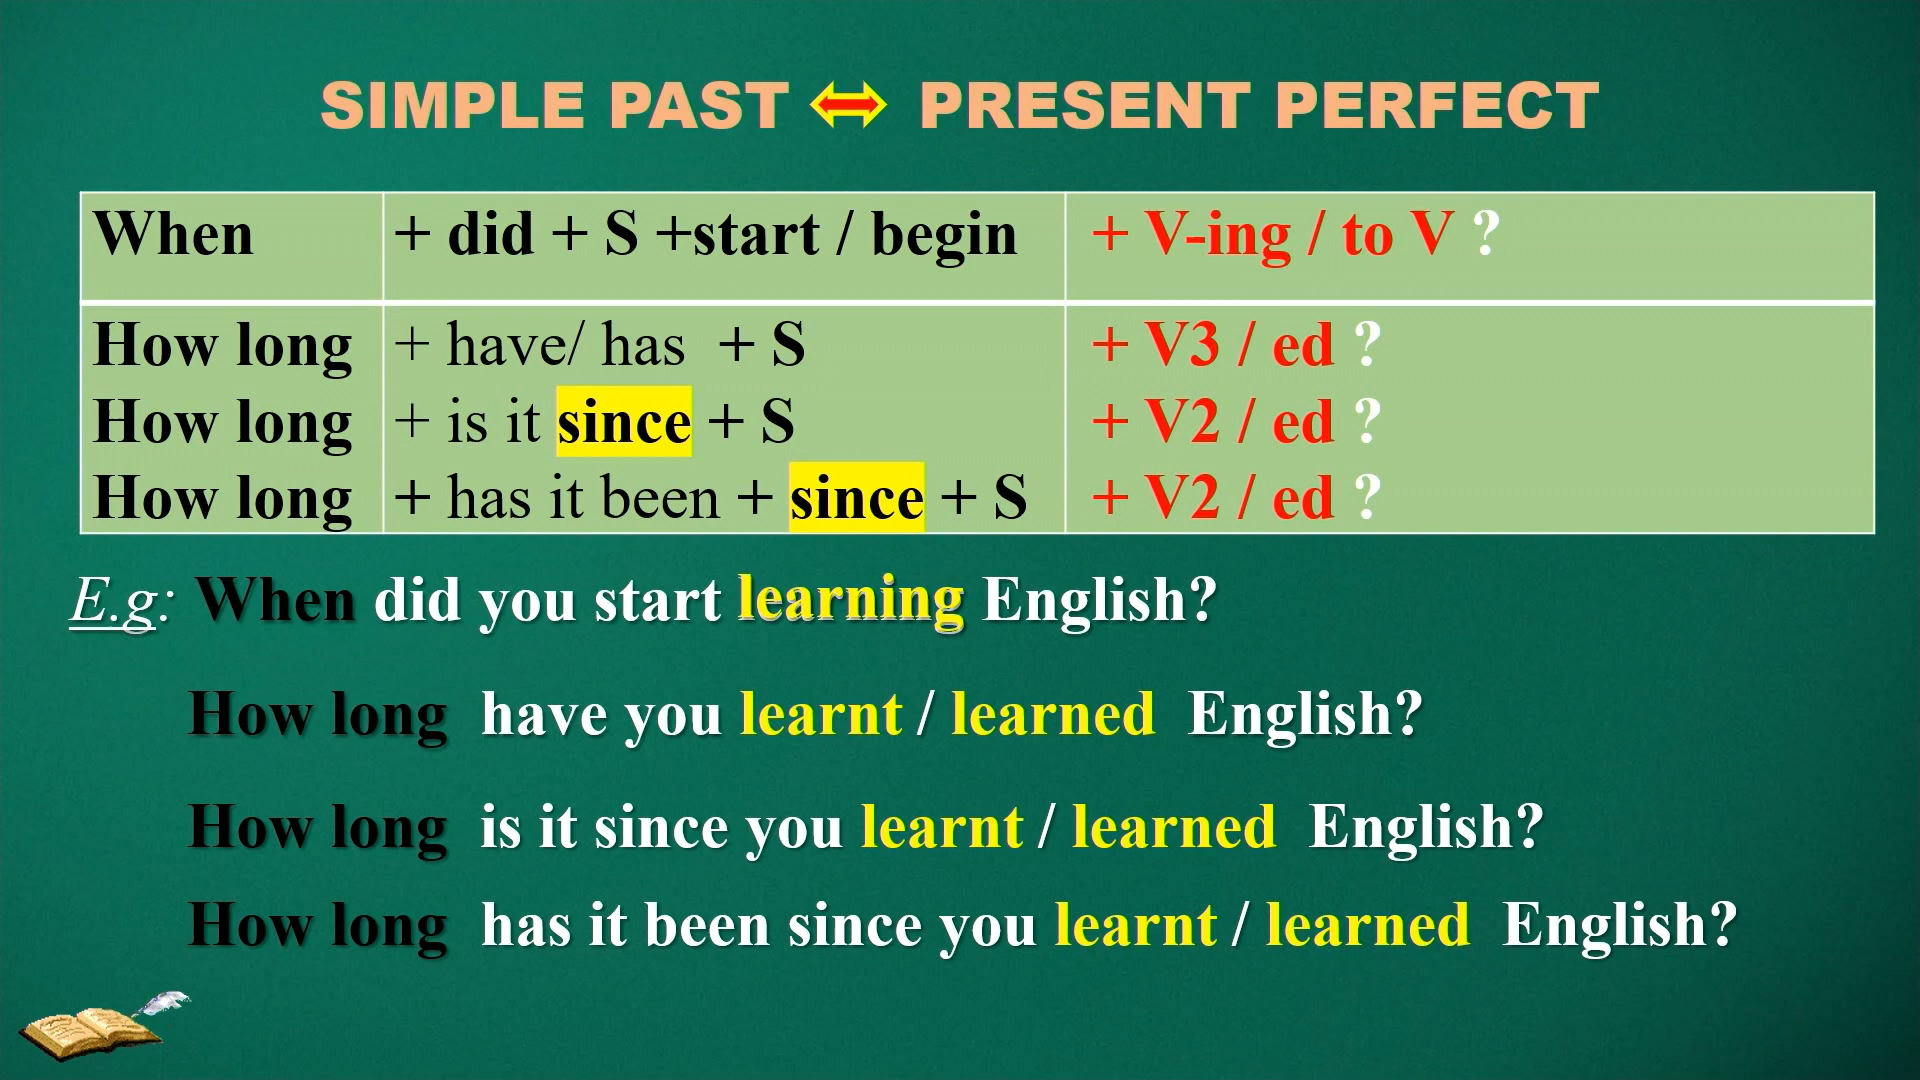 SIMPLE PAST ⇔ PRESENT PERFECT
When + did + S +start / begin + V-ing / to V ?
How long + have/ has + S + V3 / ed ?
How long + is it since + S + V2 / ed ?
How long + has it been + since + S + V2 / ed ?
E.g: When did you start learning English?
How long have you learnt / learned English?
How long is it since you learnt / learned English?
How long has it been since you learnt / learned English?